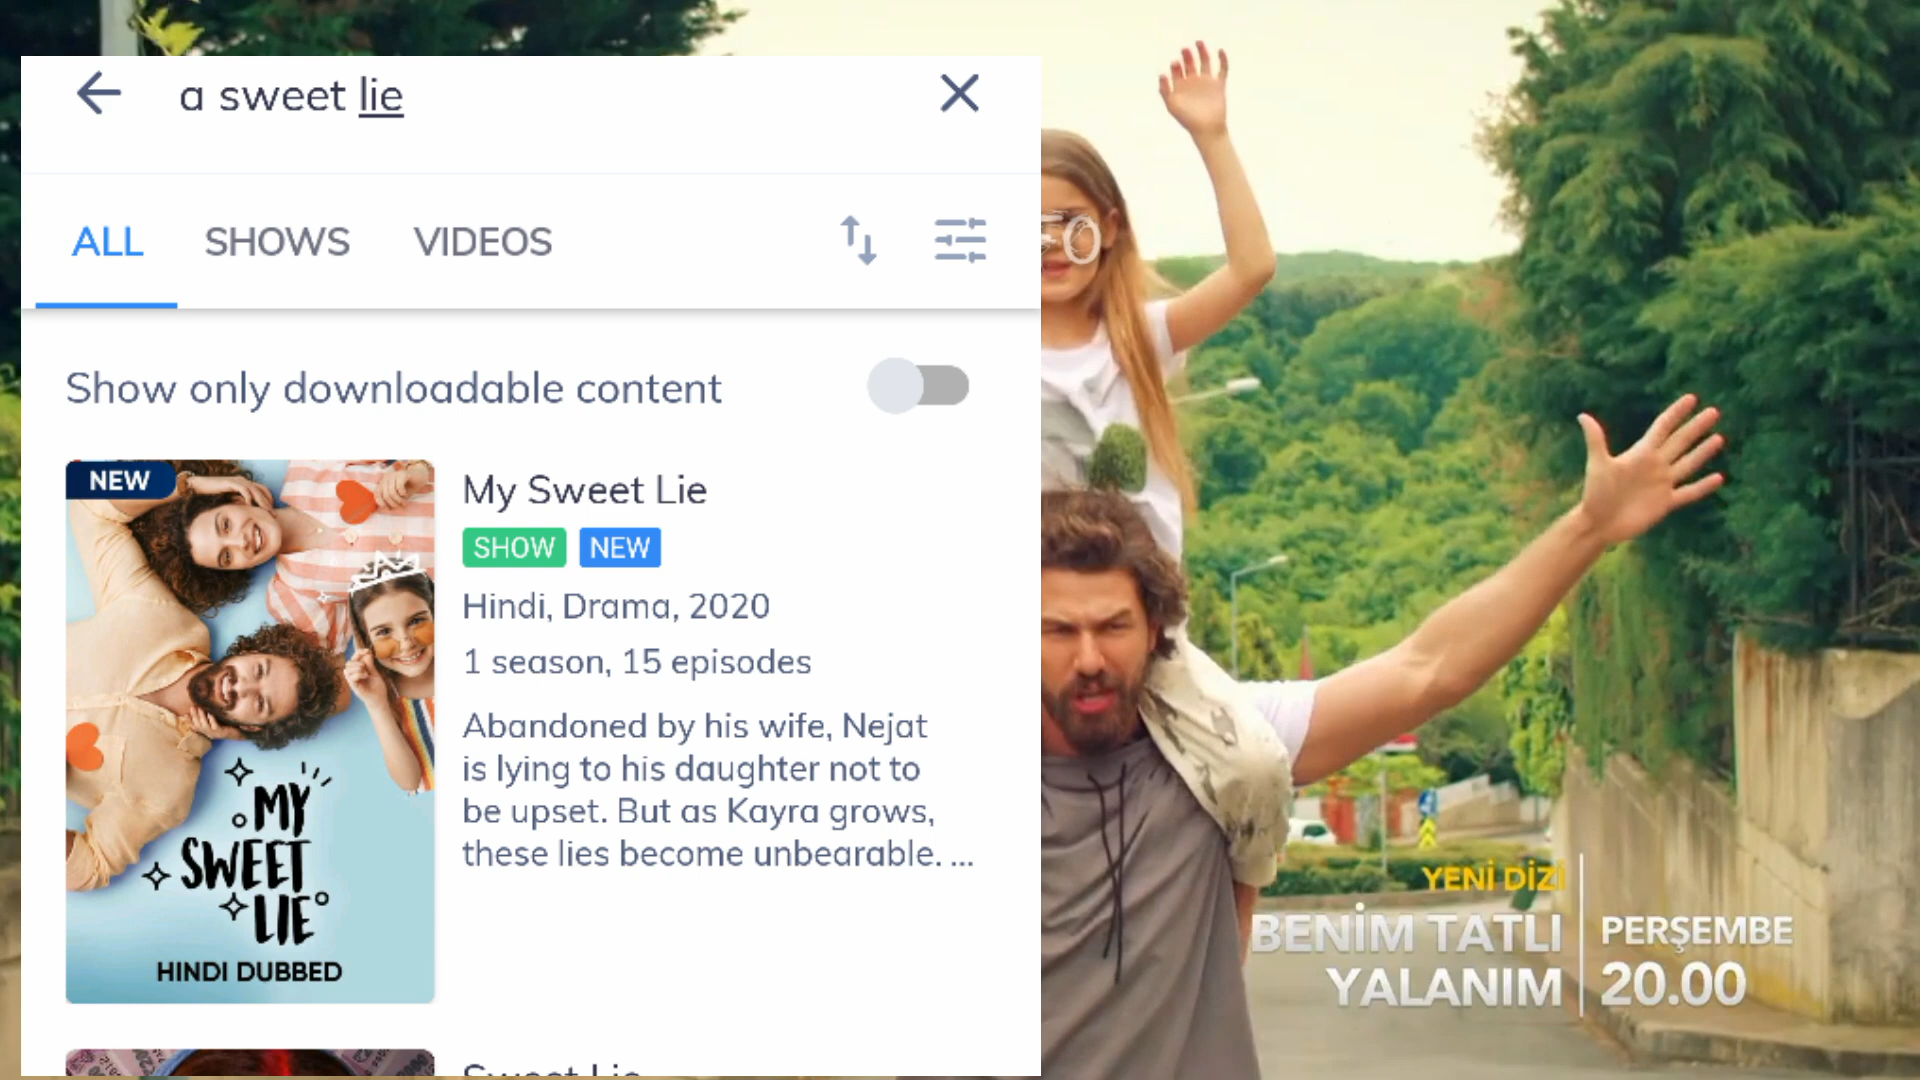 a sweet lie
ALL
SHOWS
VIDEOS
Show only downloadable content
NEW
MY
SWEET
LIE
HINDI DUBBED
My Sweet Lie
SHOW
NEW
Hindi, Drama, 2020
1 season, 15 episodes
Abandoned by his wife, Nejat
is lying to his daughter not to
be upset. But as Kayra grows,
these lies become unbearable. ...
YENİ DİZİ
BENİM TATLI
YALANIM
PERŞEMBE
20.00